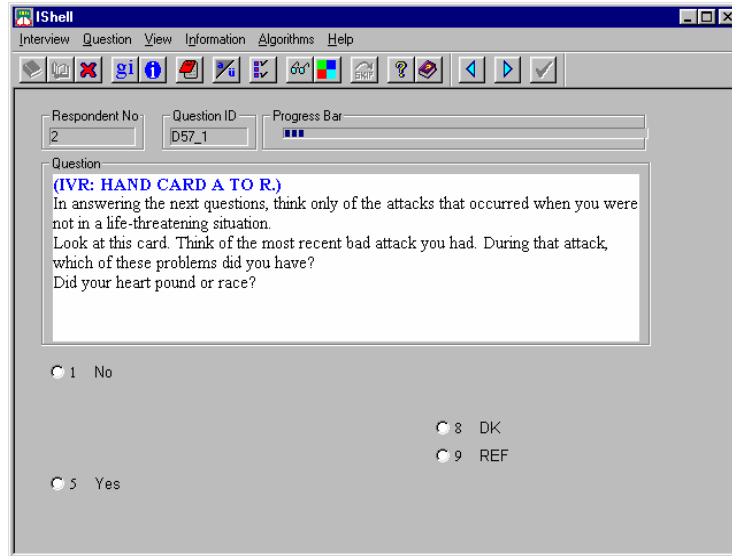 IShell
Interview Question View Information Algorithms Help
gi i a/ü SKIP ?
Respondent No Question ID Progress Bar
2 D57_1
Question
(IVR: HAND CARD A TO R.)
In answering the next questions, think only of the attacks that occurred when you were
not in a life-threatening situation.
Look at this card. Think of the most recent bad attack you had. During that attack,
which of these problems did you have?
Did your heart pound or race?
1 No
8 DK
9 REF
5 Yes